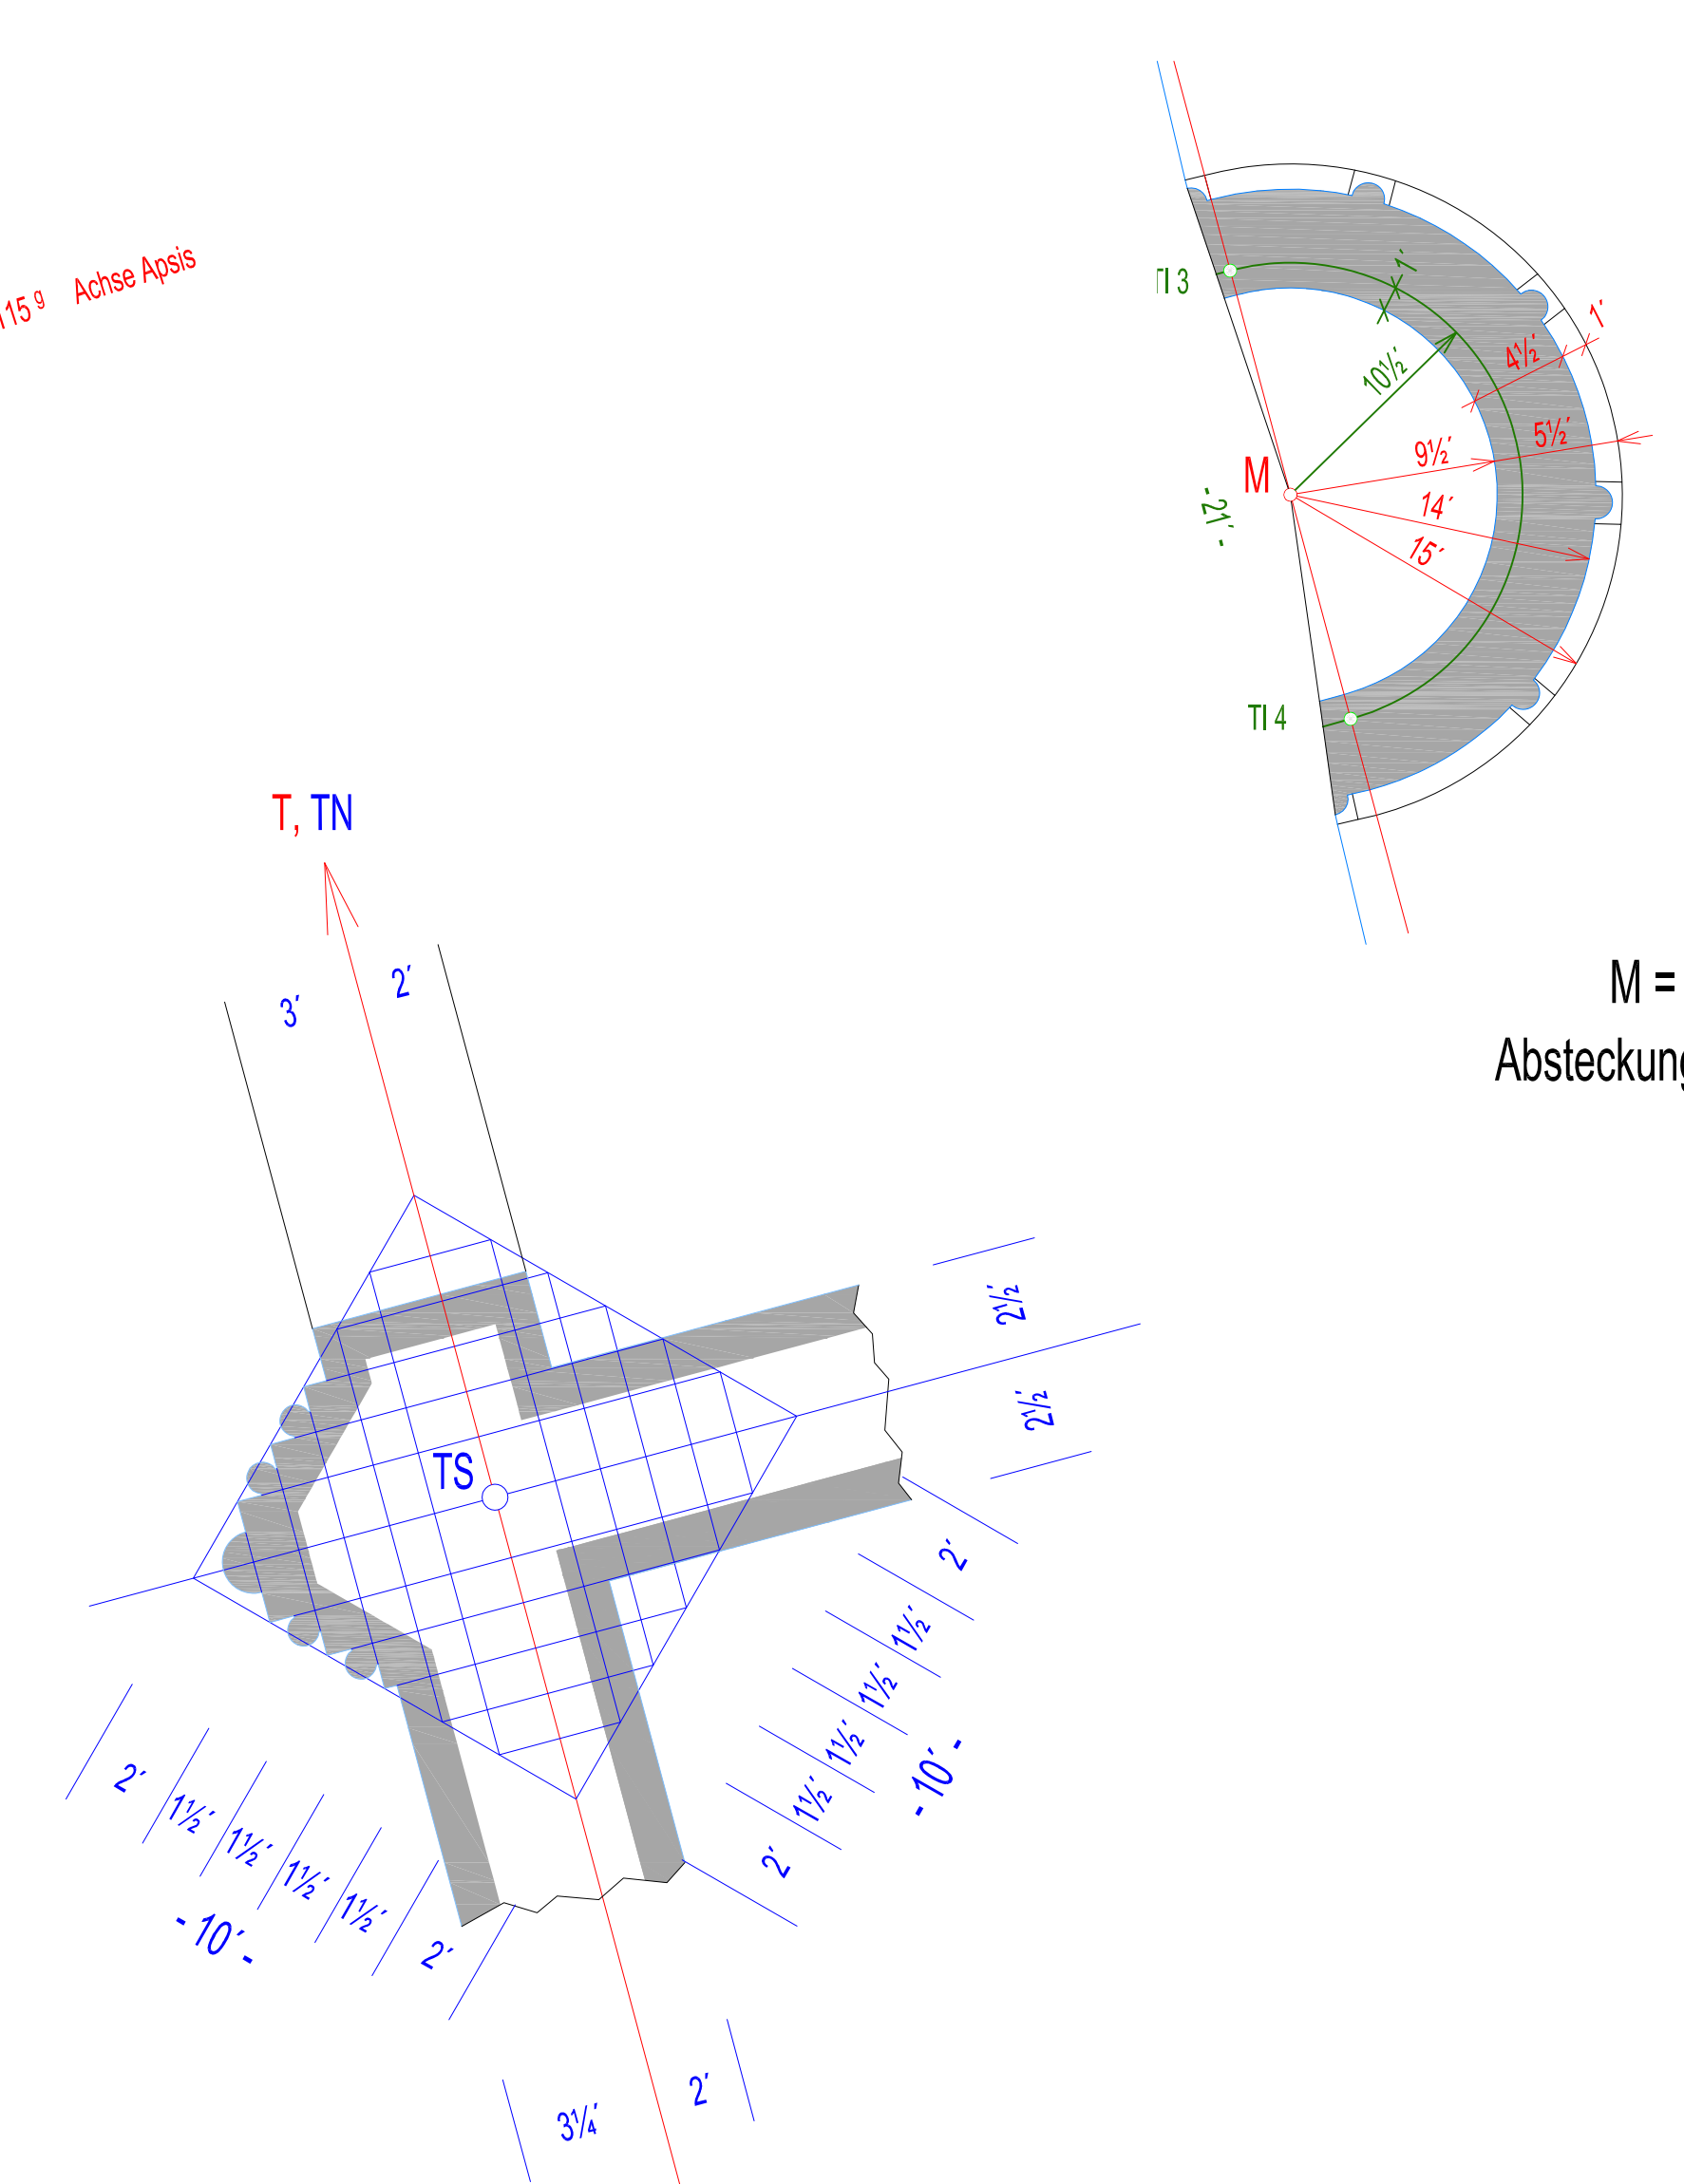 115 g Achse Apsis
TI 3
1´
1´
4½´
10½´
5½´
9½´
M
14´
- 21´ -
15´
TI 4
T, TN
2´
3´
M =
Absteckung
2½´
2½´
TS
2´
1½´
1½´
1½´
1½´
2´
- 10´ -
2´
1½´
1½´
1½´
1½´
2´
- 10´ -
2´
3¼´